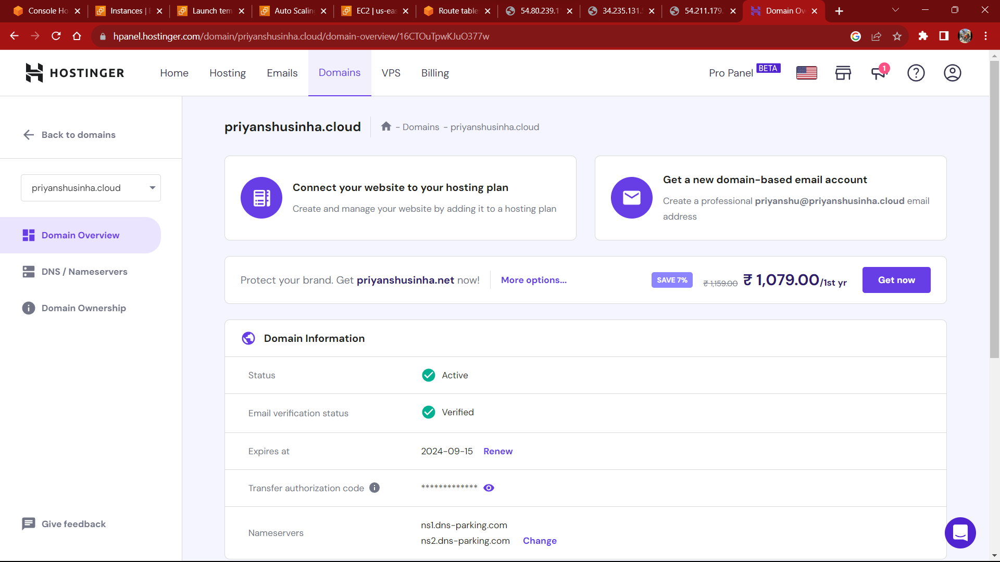 Console Ho
Instances | E
Launch tem
Auto Scaling
EC2 | us-eas
Route table
54.80.239.1
34.235.131.
54.211.179.
Domain Ov
hpanel.hostinger.com/domain/priyanshusinha.cloud/domain-overview/16CTOuTpwKJuO377w
HOSTINGER
Home
Hosting
Emails
Domains
VPS
Billing
Pro Panel BETA
1
Back to domains
priyanshusinha.cloud
Domain Overview
DNS / Nameservers
Domain Ownership
Give feedback
priyanshusinha.cloud
- Domains - priyanshusinha.cloud
Connect your website to your hosting plan
Create and manage your website by adding it to a hosting plan
Get a new domain-based email account
Create a professional priyanshu@priyanshusinha.cloud email
address
Protect your brand. Get priyanshusinha.net now!
More options...
SAVE 7%
₹ 1,159.00
₹ 1,079.00/1st yr
Get now
Domain Information
Status
Active
Email verification status
Verified
Expires at
2024-09-15
Renew
Transfer authorization code
*************
Nameservers
ns1.dns-parking.com
ns2.dns-parking.com
Change